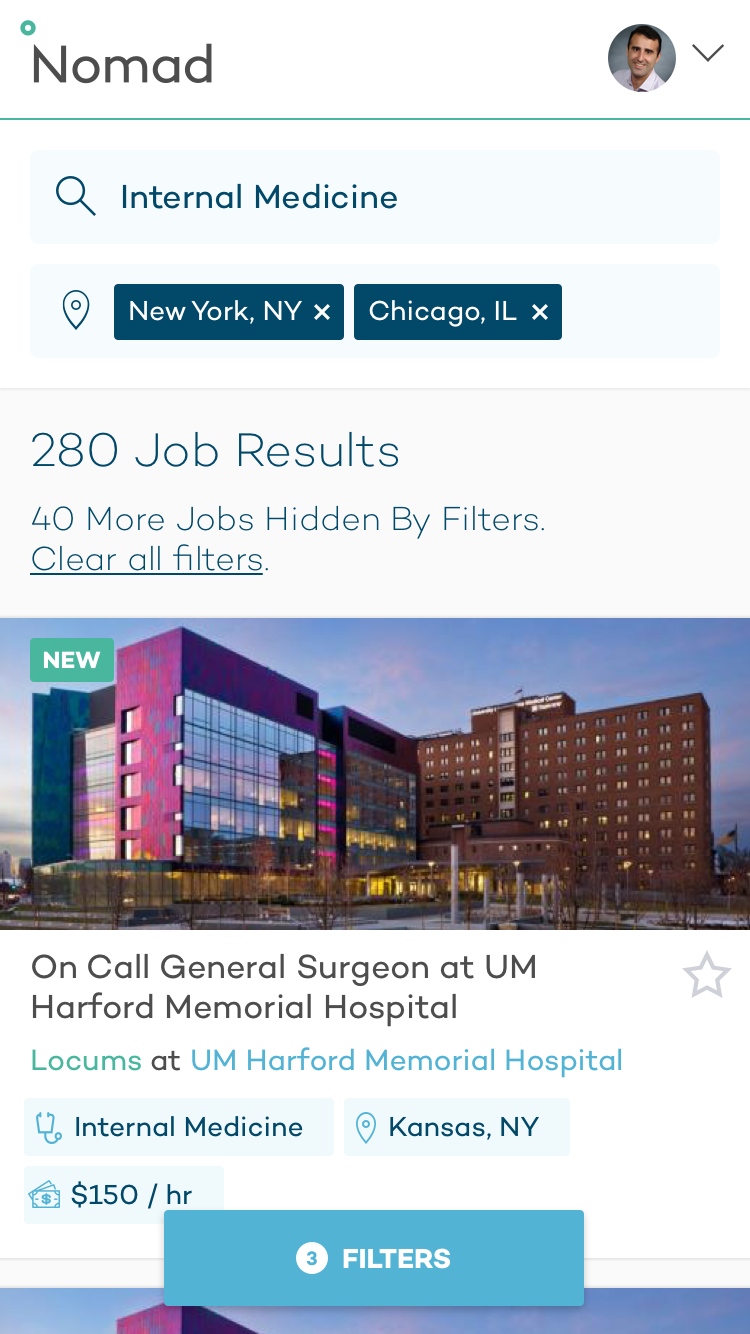 Nomad
Internal Medicine
New York, NY × Chicago, IL ×
280 Job Results
40 More Jobs Hidden By Filters.
Clear all filters.
NEW
On Call General Surgeon at UM
Harford Memorial Hospital
Locums at UM Harford Memorial Hospital
Internal Medicine Kansas, NY
$150 / hr
3 FILTERS